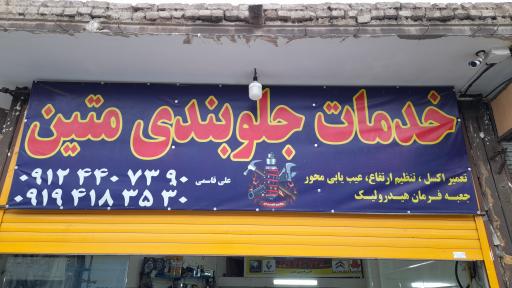 خدمات جلوبندی متین
تعمیر اکسل ، تنظیم ارتفاع، عیب یابی محور
جعبه فرمان هیدرولیک
علی قاسمی
۰۹۱۲ ۴۴۰ ۷۳ ۹۰
۰۹۱۹ ۴۱۸ ۳۵ ۳۰